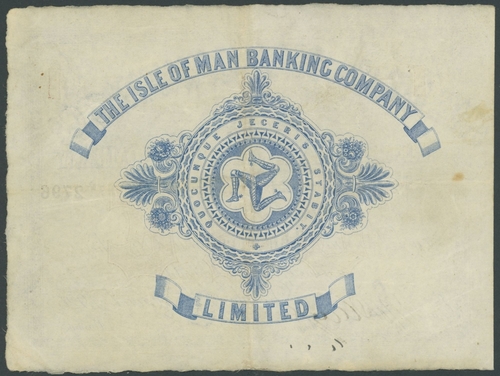 THE ISLE OF MAN BANKING COMPANY
QUOCUNQUE JECERIS STABIT.
LIMITED